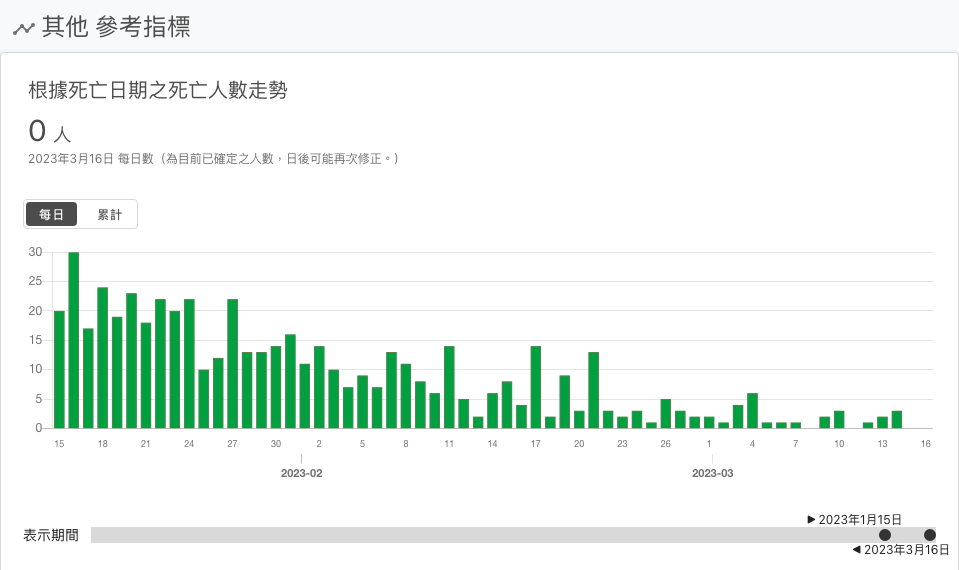 其他 參考指標
根據死亡日期之死亡人數走勢
0 人
2023年3月16日 每日數（為目前已確定之人數，日後可能再次修正。）
每日 累計
30
25
20
15
10
5
0
15 18 21 24 27 30 2 5 8 11 14 17 20 23 26 1 4 7 10 13 16
2023-02 2023-03
▶ 2023年1月15日
表示期間
◀ 2023年3月16日